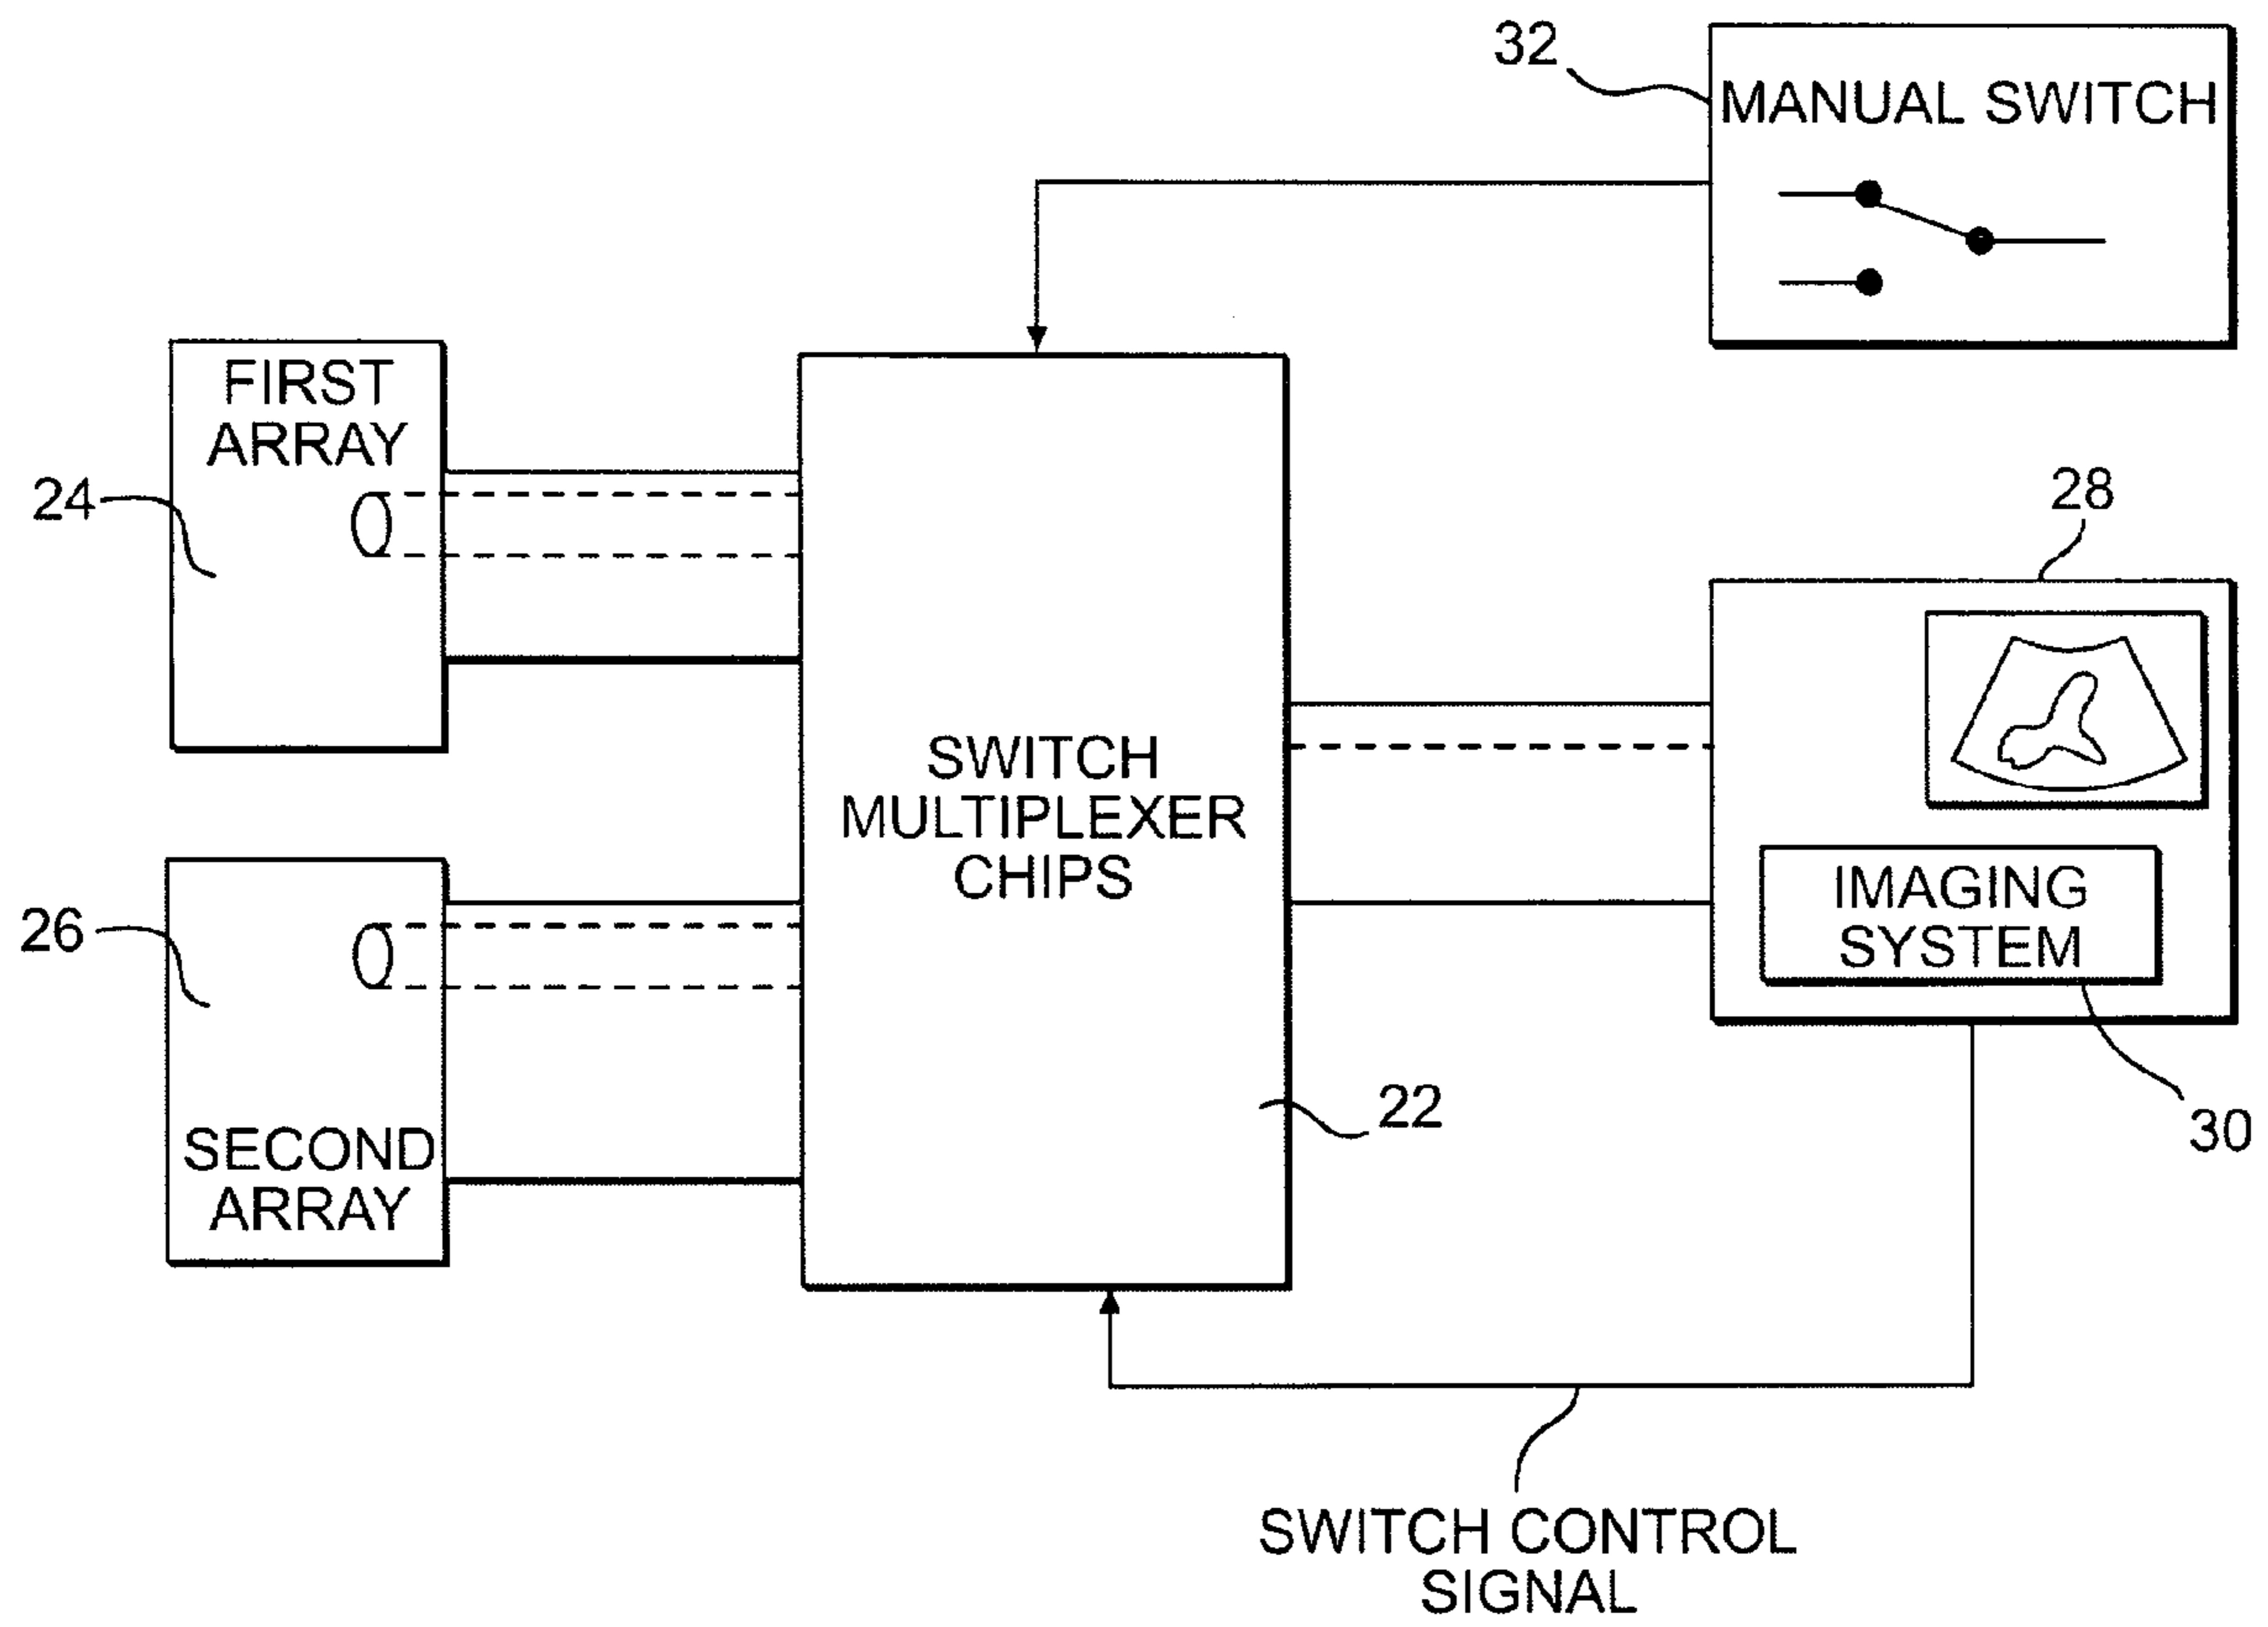 32
MANUAL SWITCH
FIRST
ARRAY
24
28
SWITCH
MULTIPLEXER
CHIPS
IMAGING
SYSTEM
26
22
30
SECOND
ARRAY
SWITCH CONTROL
SIGNAL